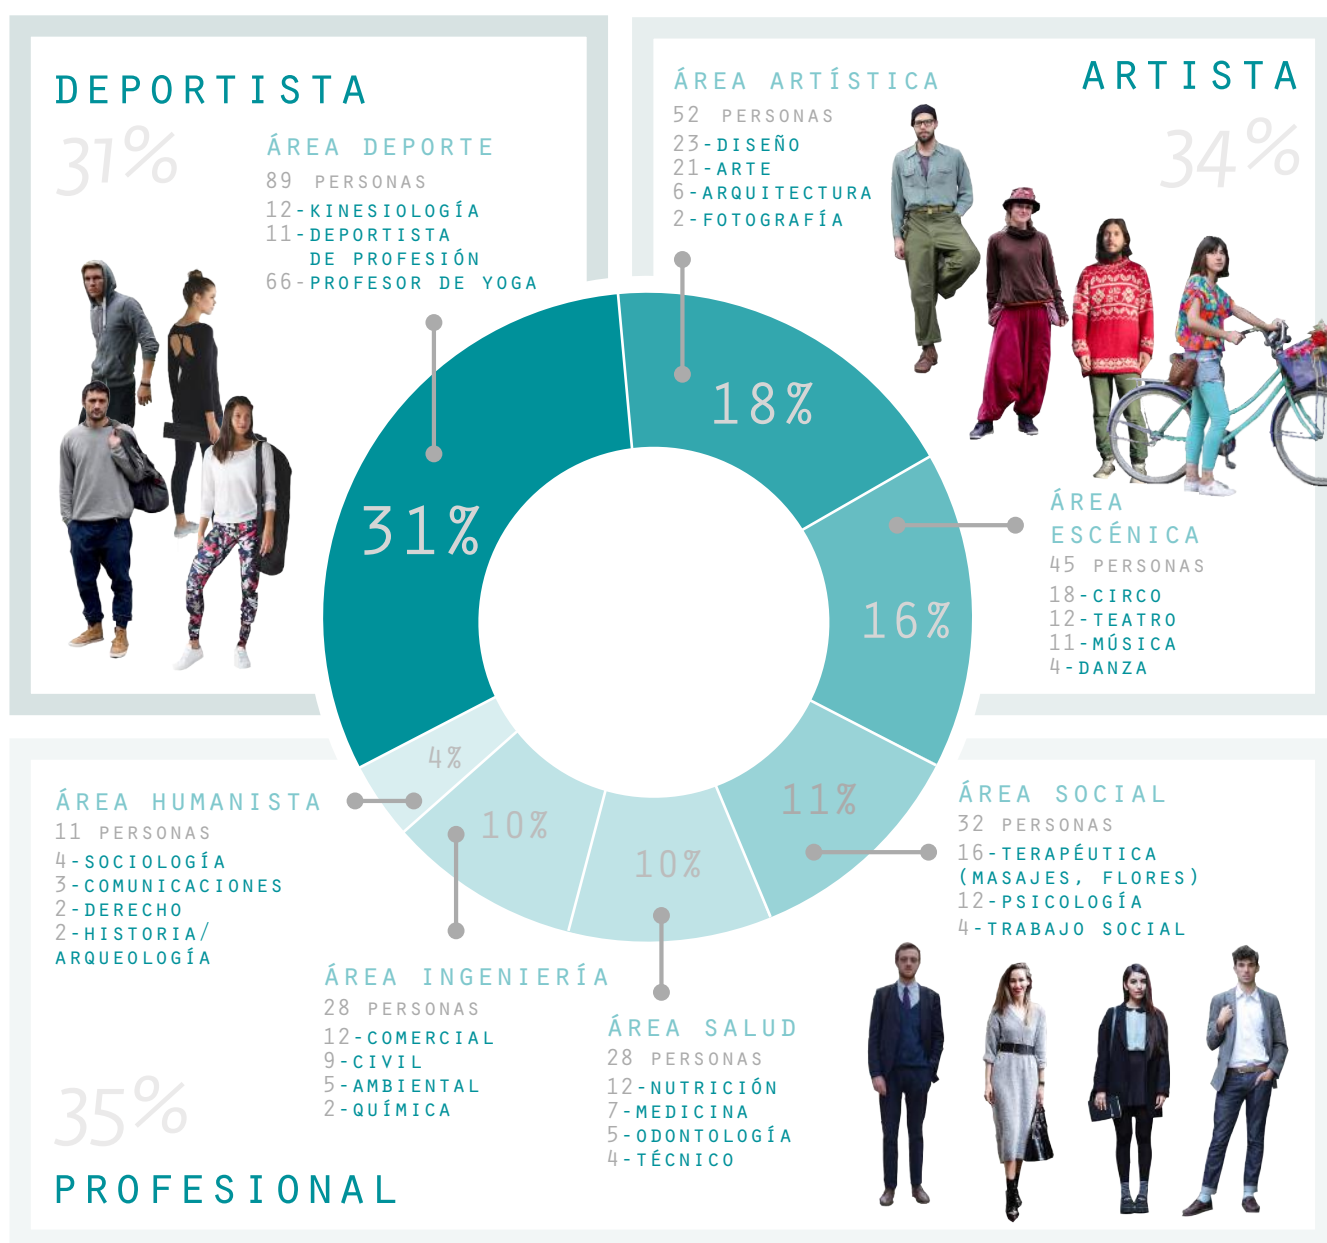 DEPORTISTA
31%
ÁREA DEPORTE
89 PERSONAS
12-KINESIOLOGÍA
11-DEPORTISTA
DE PROFESIÓN
66-PROFESOR DE YOGA
ÁREA ARTÍSTICA
52 PERSONAS
23-DISEÑO
21-ARTE
6-ARQUITECTURA
2-FOTOGRAFÍA
ARTISTA
34%
18%
31%
16%
ÁREA
ESCÉNICA
45 PERSONAS
18-CIRCO
12-TEATRO
11-MÚSICA
4-DANZA
4%
10%
10%
11%
ÁREA HUMANISTA
11 PERSONAS
4-SOCIOLOGÍA
3-COMUNICACIONES
2-DERECHO
2-HISTORIA/
ARQUEOLOGÍA
ÁREA INGENIERÍA
28 PERSONAS
12-COMERCIAL
9-CIVIL
5-AMBIENTAL
2-QUÍMICA
ÁREA SALUD
28 PERSONAS
12-NUTRICIÓN
7-MEDICINA
5-ODONTOLOGÍA
4-TÉCNICO
ÁREA SOCIAL
32 PERSONAS
16-TERAPÉUTICA
(MASAJES, FLORES)
12-PSICOLOGÍA
4-TRABAJO SOCIAL
35%
PROFESIONAL